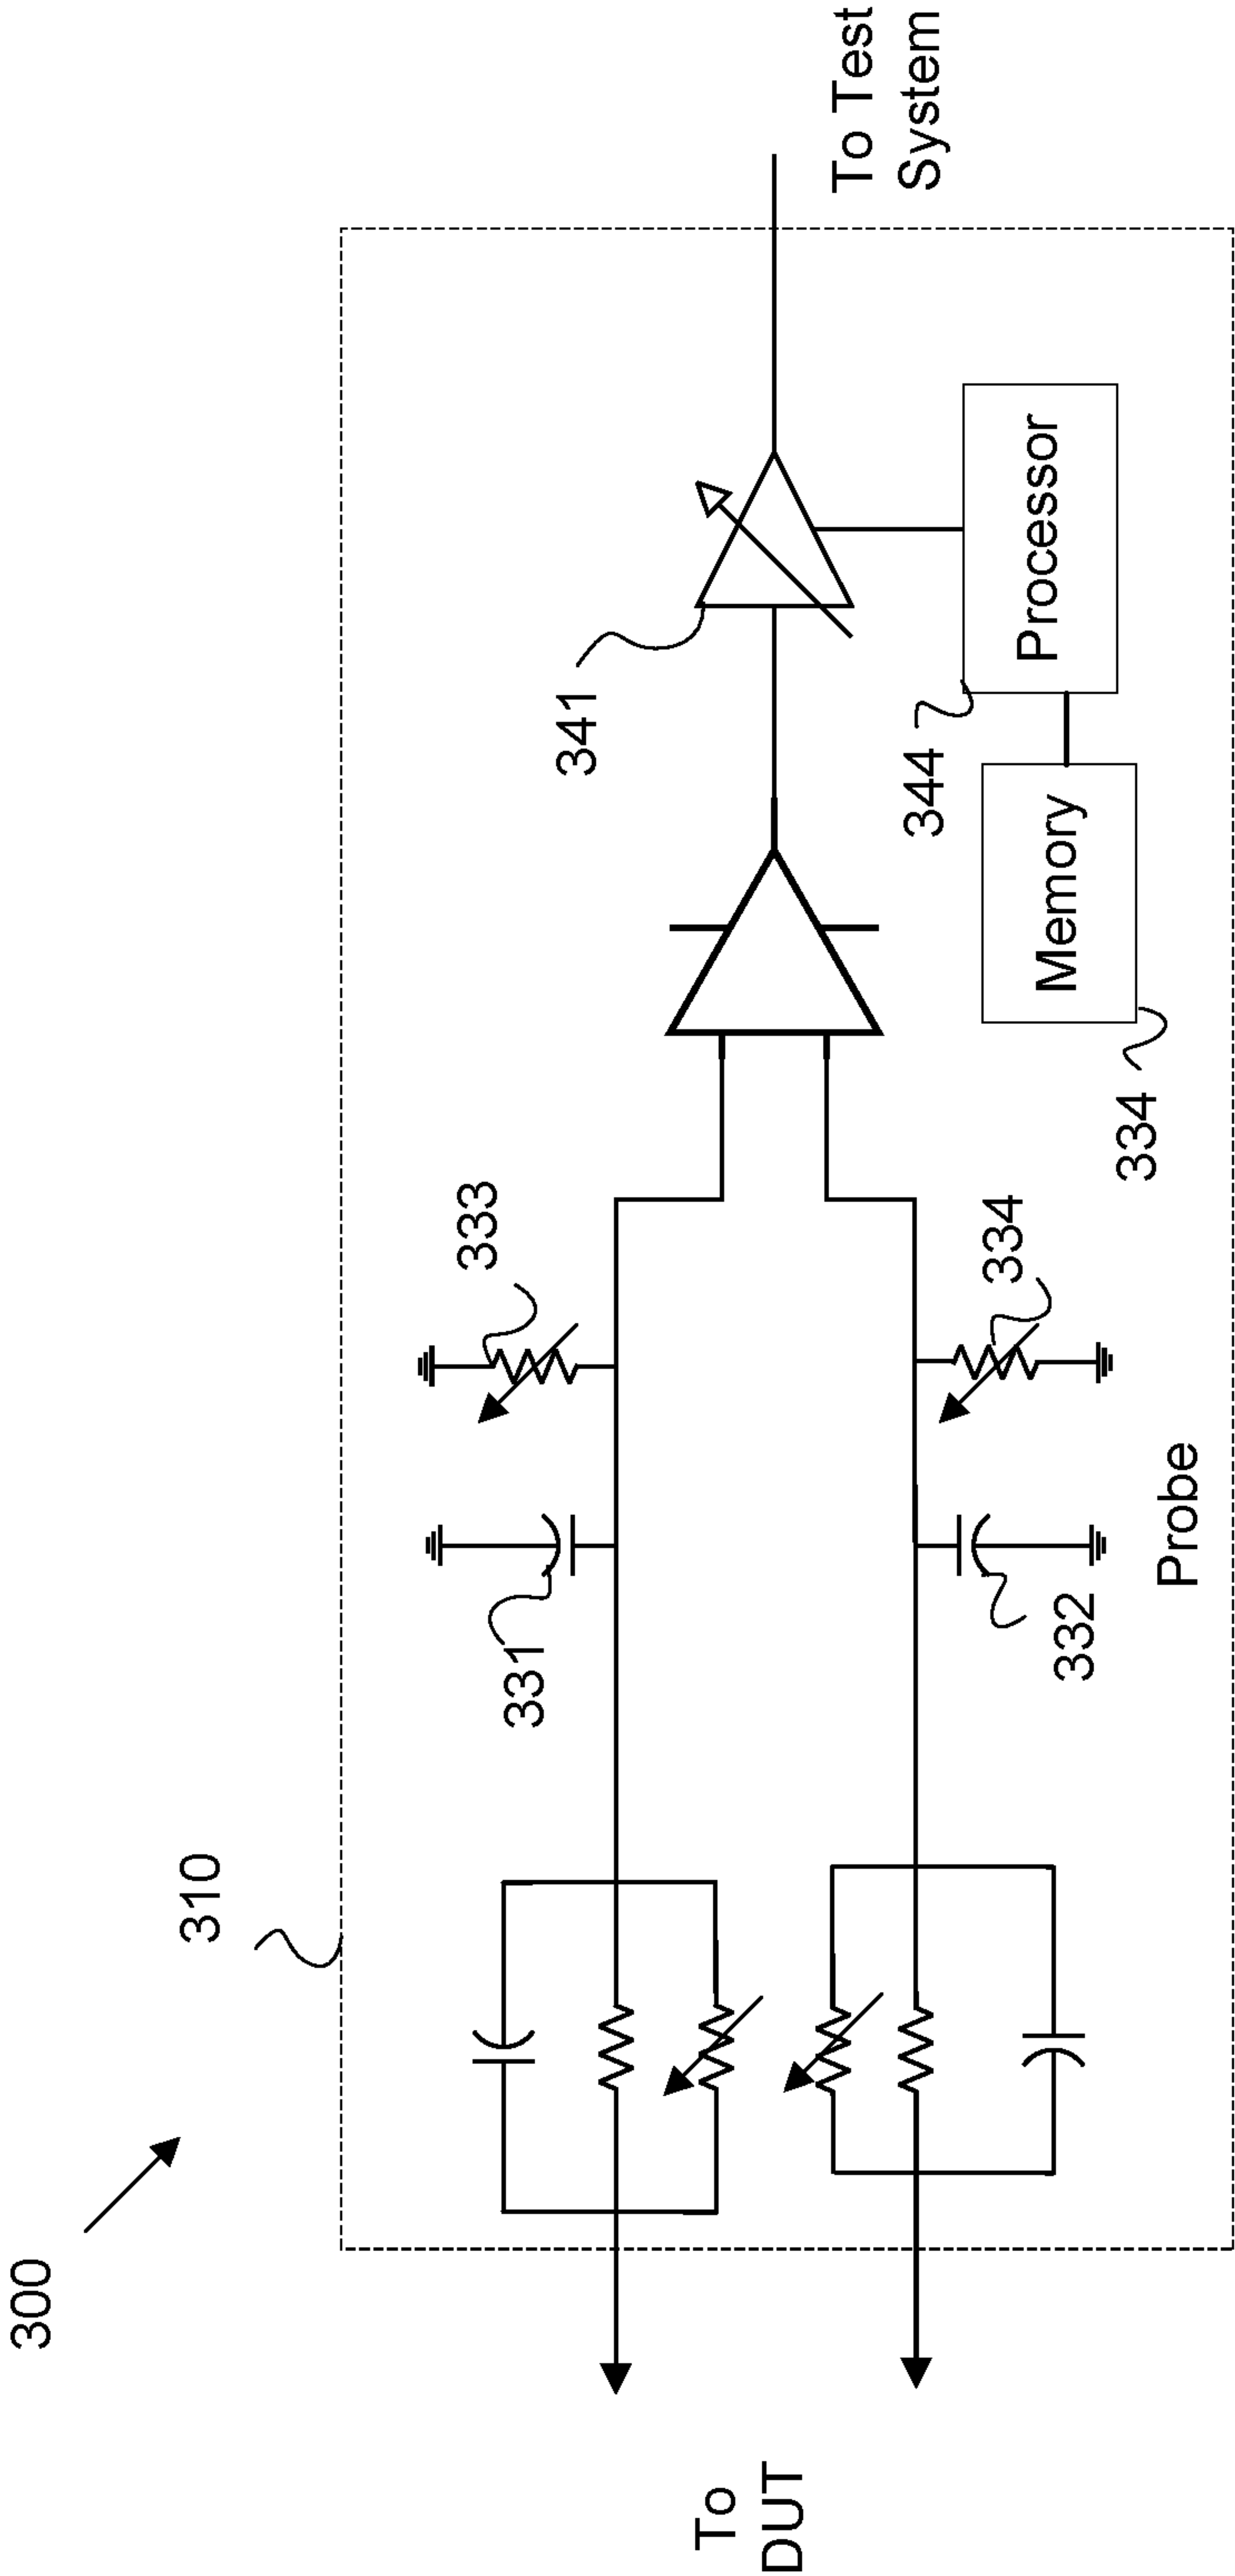 300
310
To
DUT
331
332
333
334
Probe
341
344
334
Memory
Processor
To Test
System